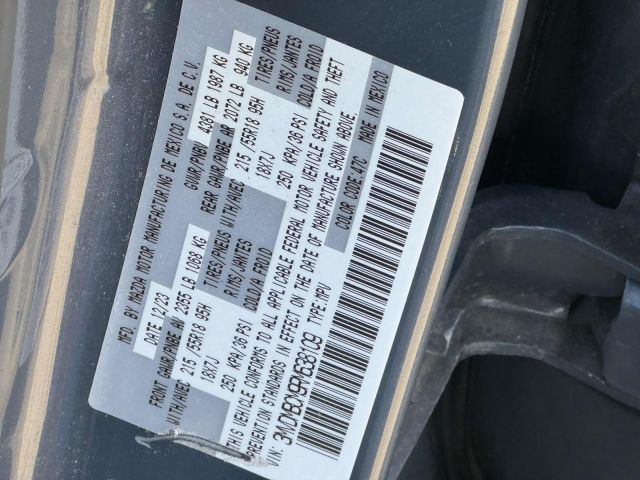 MFD. BY MAZDA MOTOR MANUFACTURING DE MEXICO S.A. DE C.V.
DATE 12/23 GVWR/PNBV 4381 LB 1987 KG
FRONT GAWR/PNBE AV 2355 LB 1068 KG REAR GAWR/PNBE AR 2072 LB 940 KG
WITH/AVEC 215 /55R18 95H TIRES/PNEUS WITH/AVEC 215 /55R18 95H TIRES/PNEUS
18X7J RIMS/JANTES 18X7J RIMS/JANTES
250 KPA/36 PSI COLD/A FROID 250 KPA/36 PSI COLD/A FROID
THIS VEHICLE CONFORMS TO ALL APPLICABLE FEDERAL MOTOR VEHICLE SAFETY AND THEFT
PREVENTION STANDARDS IN EFFECT ON THE DATE OF MANUFACTURE SHOWN ABOVE.
VIN: TYPE: MPV COLOR CODE: 47C MADE IN MEXICO